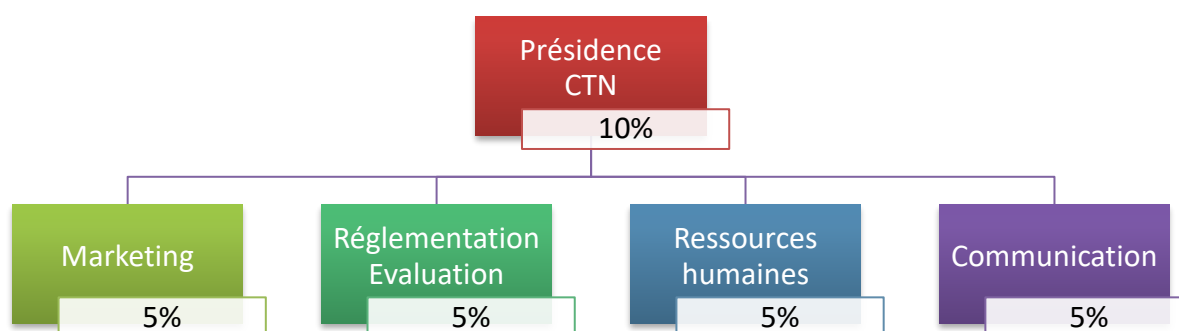 Présidence
CTN
10%
Marketing
5%
Réglementation
Evaluation
5%
Ressources
humaines
5%
Communication
5%